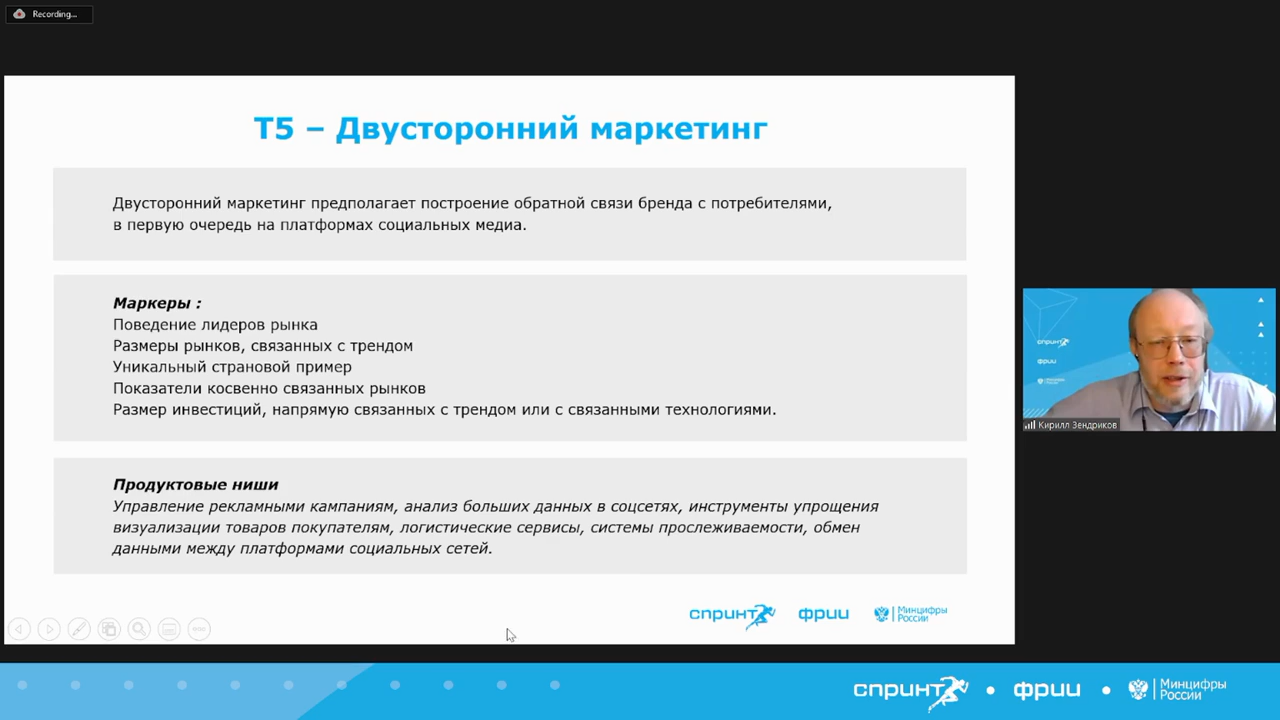 Recording...
Т5 – Двусторонний маркетинг
Двусторонний маркетинг предполагает построение обратной связи бренда с потребителями,
в первую очередь на платформах социальных медиа.
Маркеры :
Поведение лидеров рынка
Размеры рынков, связанных с трендом
Уникальный страновой пример
Показатели косвенно связанных рынков
Размер инвестиций, напрямую связанных с трендом или с связанными технологиями.
Продуктовые ниши
Управление рекламными кампаниям, анализ больших данных в соцсетях, инструменты упрощения
визуализации товаров покупателям, логистические сервисы, системы прослеживаемости, обмен
данными между платформами социальных сетей.
спринт фрии Минцифры
России
спринт
фрии
Кирилл Зендриков
спринт • фрии • Минцифры
России